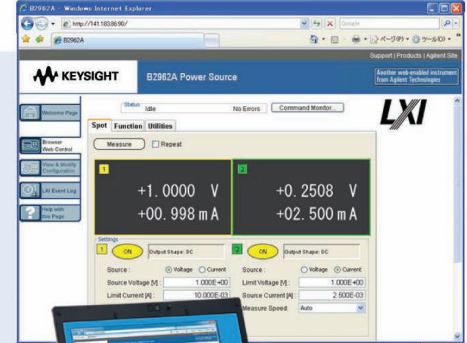 B2962A - Windows Internet Explorer
http://141.183.86.90/
Google
B2962A
ページ(P)
ツール(O)
Support | Products | Agilent Site
KEYSIGHT
B2962A Power Source
Another web-enabled instrument
from Agilent Technologies
Welcome Page
Status
Idle
No Errors
Command Monitor...
LXI
Spot Function Utilities
Browser
Web Control
Measure
Repeat
View & Modify
Configuration
1
2
+1.0000 V
+0.2508 V
LXI Event Log
+00.998 mA
+02.500 mA
Help with
this Page
Settings
1 ON Output Shape: DC
2 ON Output Shape: DC
Source : Voltage Current
Source : Voltage Current
Source Voltage [V] : 1.000E+00
Limit Voltage [V] : 1.000E+00
Limit Current [A] : 10.000E-03
Source Current [A] 2.500E-03
Measure Speed: Auto